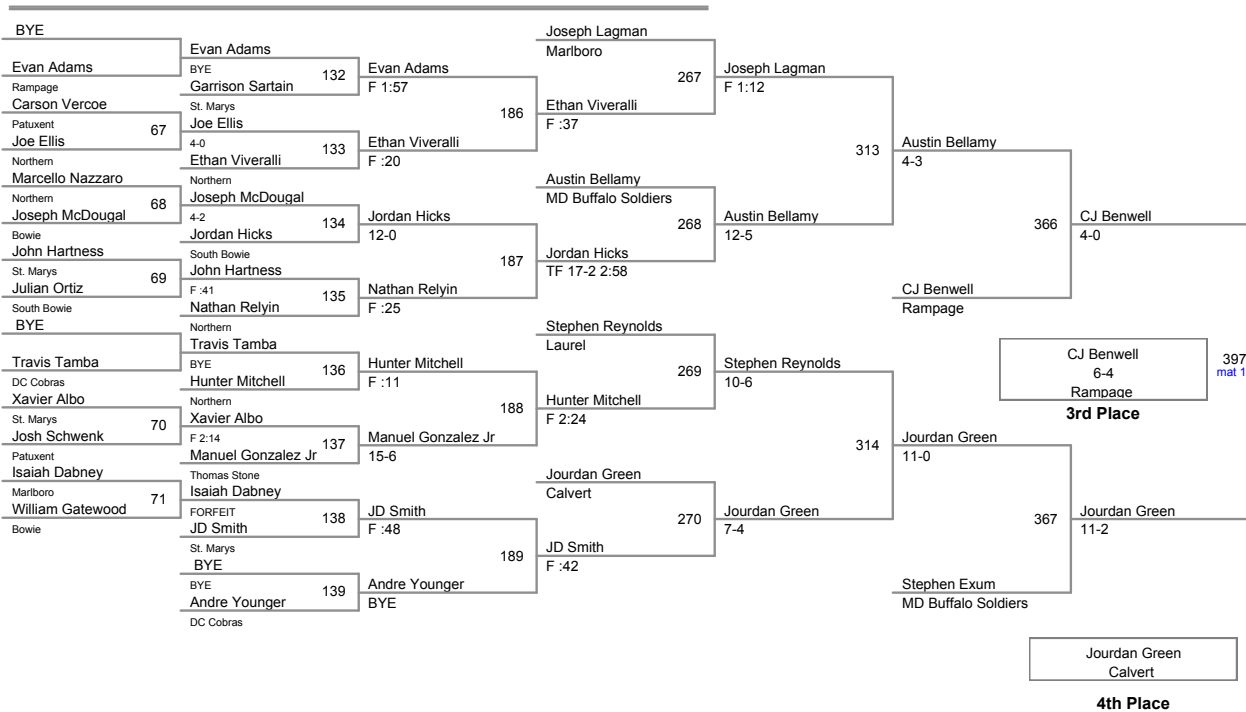 BYE
Evan Adams
Rampage
Carson Vercoe
Patuxent
67
Joe Ellis
Northern
Marcello Nazzaro
Northern
68
Joseph McDougal
Bowie
John Hartness
St. Marys
69
Julian Ortiz
South Bowie
BYE
Travis Tamba
DC Cobras
Xavier Albo
St. Marys
70
Josh Schwenk
Patuxent
Isaiah Dabney
Marlboro
71
William Gatewood
Bowie
Evan Adams
BYE
132
Garrison Sartain
St. Marys
Joe Ellis
4-0
133
Ethan Viveralli
Northern
Joseph McDougal
4-2
134
Jordan Hicks
South Bowie
John Hartness
F :41
135
Nathan Relyin
Northern
Travis Tamba
BYE
136
Hunter Mitchell
Northern
Xavier Albo
F 2:14
137
Manuel Gonzalez Jr
Thomas Stone
Isaiah Dabney
FORFEIT
138
JD Smith
St. Marys
BYE
BYE
139
Andre Younger
DC Cobras
Evan Adams
F 1:57
186
Ethan Viveralli
F :20
Jordan Hicks
12-0
187
Nathan Relyin
F :25
Hunter Mitchell
F :11
188
Manuel Gonzalez Jr
15-6
JD Smith
F :48
189
Andre Younger
BYE
Joseph Lagman
Marlboro
267
Ethan Viveralli
F :37
Austin Bellamy
MD Buffalo Soldiers
268
Jordan Hicks
TF 17-2 2:58
Stephen Reynolds
Laurel
269
Hunter Mitchell
F 2:24
Jourdan Green
Calvert
270
JD Smith
F :42
Joseph Lagman
F 1:12
313
Austin Bellamy
12-5
Stephen Reynolds
10-6
314
Jourdan Green
7-4
Austin Bellamy
4-3
366
CJ Benwell
Rampage
Jourdan Green
11-0
367
Stephen Exum
MD Buffalo Soldiers
CJ Benwell
4-0
CJ Benwell
6-4
Rampage
397
mat 1
3rd Place
Jourdan Green
11-2
Jourdan Green
Calvert
4th Place